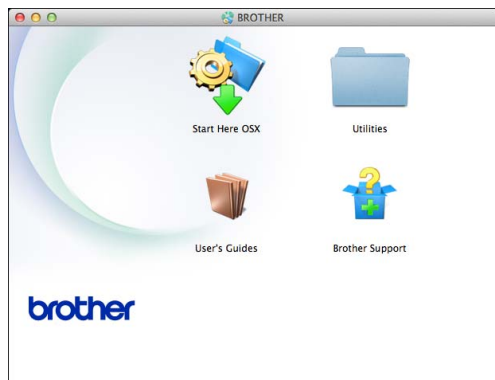 BROTHER
Start Here OSX
Utilities
User's Guides
Brother Support
brother